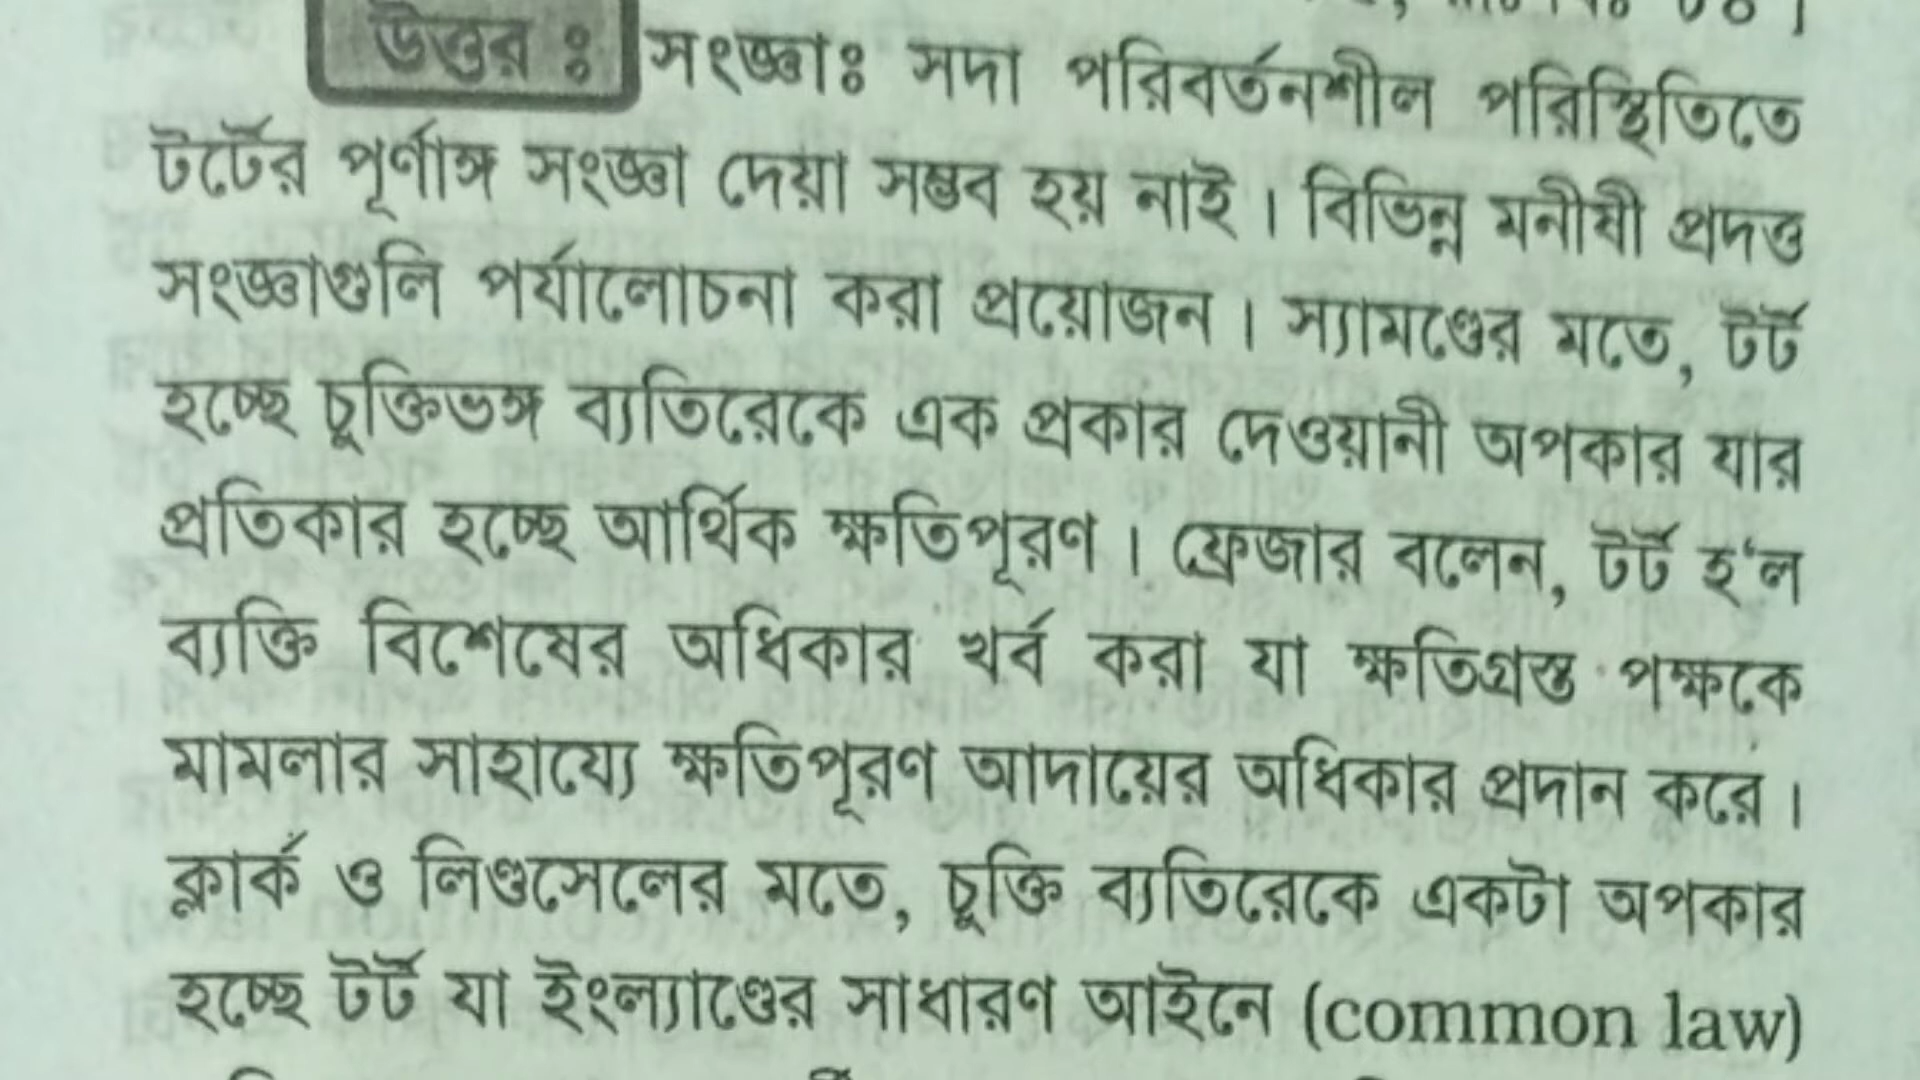 উত্তর ঃ সংজ্ঞাঃ সদা পরিবর্তনশীল পরিস্থিতিতে
টর্টের পূর্ণাঙ্গ সংজ্ঞা দেয়া সম্ভব হয় নাই। বিভিন্ন মনীষী প্রদত্ত
সংজ্ঞাগুলি পর্যালোচনা করা প্রয়োজন। স্যামণ্ডের মতে, টর্ট
হচ্ছে চুক্তিভঙ্গ ব্যতিরেকে এক প্রকার দেওয়ানী অপকার যার
প্রতিকার হচ্ছে আর্থিক ক্ষতিপূরণ। ফ্রেজার বলেন, টর্ট হ'ল
ব্যক্তি বিশেষের অধিকার খর্ব করা যা ক্ষতিগ্রস্ত পক্ষকে
মামলার সাহায্যে ক্ষতিপূরণ আদায়ের অধিকার প্রদান করে।
ক্লার্ক ও লিণ্ডসেলের মতে, চুক্তি ব্যতিরেকে একটা অপকার
হচ্ছে টর্ট যা ইংল্যাণ্ডের সাধারণ আইনে (common law)